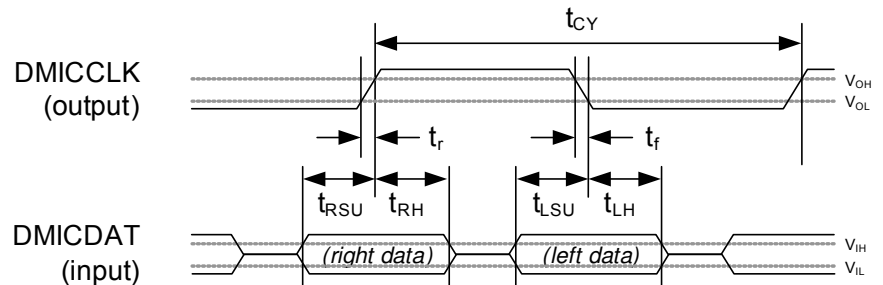 tCY
DMICCLK
(output)
VOH
VOL
tr
tf
tRSU
tRH
tLSU
tLH
DMICDAT
(input)
(right data)
(left data)
VIH
VIL